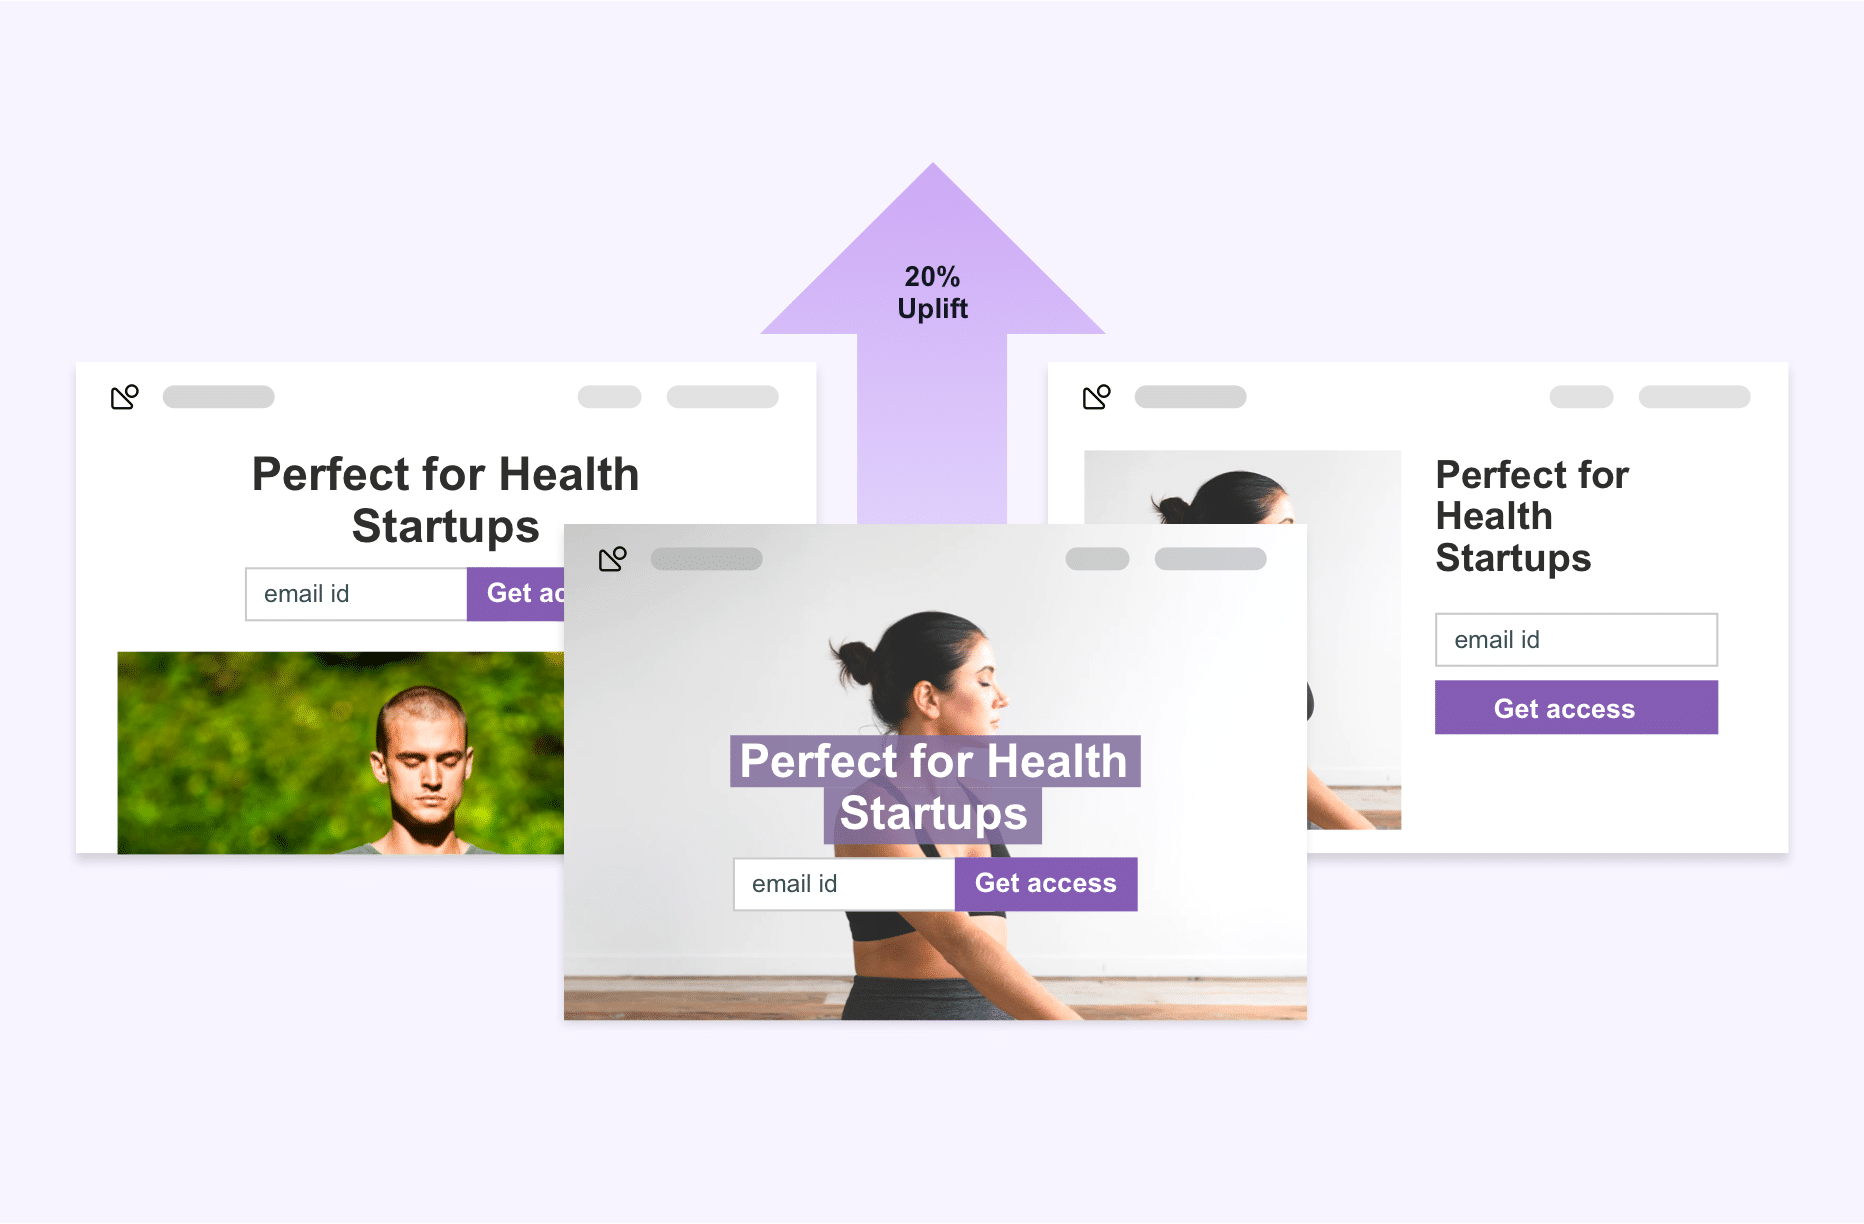 20%
Uplift
Perfect for Health
Startups
email id
Get ac
Perfect for Health
Startups
email id
Get access
Perfect for
Health
Startups
email id
Get access